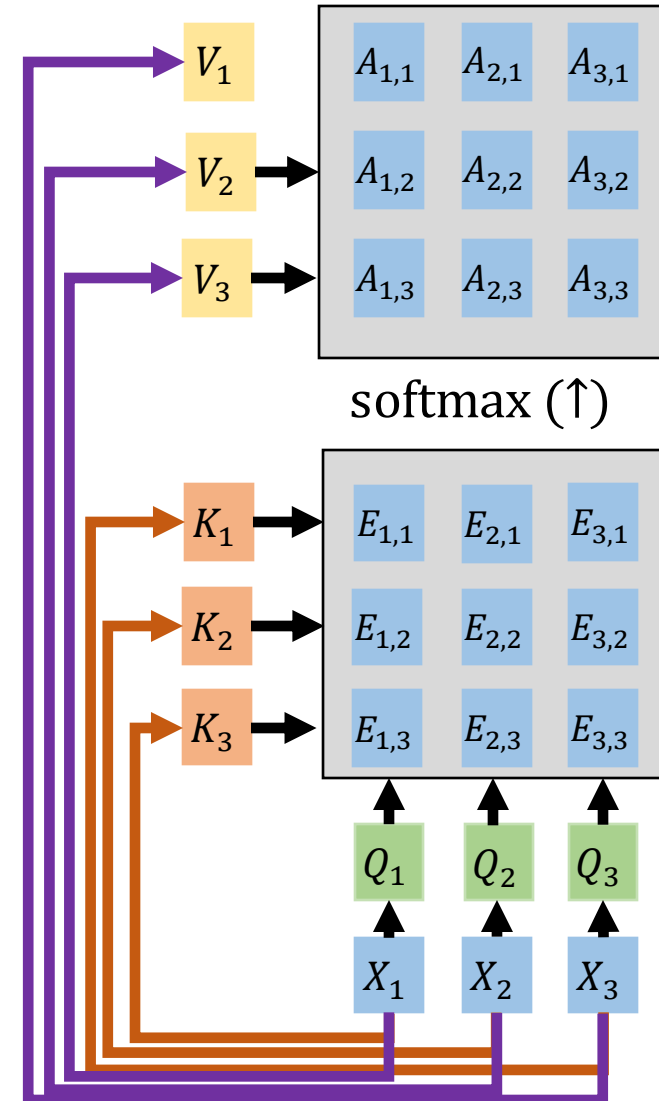 V₁ A₁,₁ A₂,₁ A₃,₁
V₂ A₁,₂ A₂,₂ A₃,₂
V₃ A₁,₃ A₂,₃ A₃,₃
softmax (↑)
K₁ E₁,₁ E₂,₁ E₃,₁
K₂ E₁,₂ E₂,₂ E₃,₂
K₃ E₁,₃ E₂,₃ E₃,₃
Q₁ Q₂ Q₃
X₁ X₂ X₃